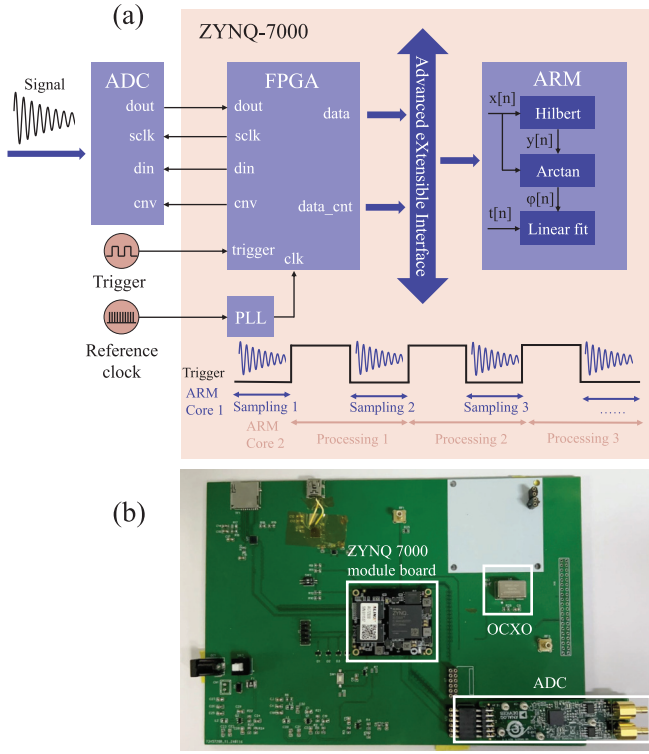 (a)
ZYNQ-7000
Signal
ADC
dout
sclk
din
cnv
FPGA
dout
sclk
din
cnv
trigger
clk
data
data_cnt
Advanced eXtensible Interface
ARM
x[n]
Hilbert
y[n]
Arctan
φ[n]
t[n]
Linear fit
Trigger
PLL
Reference
clock
Trigger
ARM
Core 1
Sampling 1
Sampling 2
Sampling 3
......
ARM
Core 2
Processing 1
Processing 2
Processing 3
(b)
ZYNQ 7000
module board
OCXO
ADC
ANALOG
DEVICES